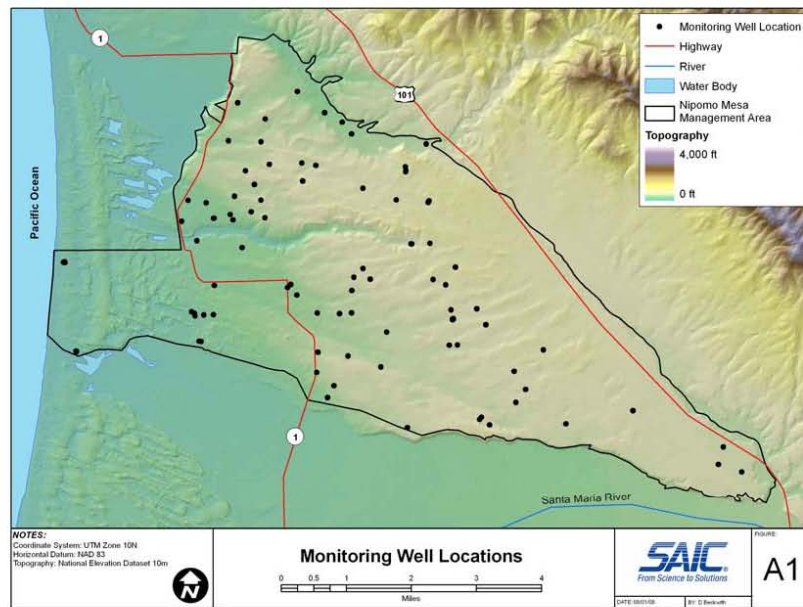 Monitoring Well Location
Highway
River
Water Body
Nipomo Mesa
Management Area
Topography
4,000 ft
0 ft
1
101
Pacific Ocean
1
Santa Maria River
NOTES:
Coordinate System: UTM Zone 10N
Horizontal Datum: NAD 83
Topography: National Elevation Dataset 10m
N
Monitoring Well Locations
0 0.5 1 2 3 4
Miles
SAIC
From Science to Solutions
FIGURE:
A1
BY: D.Beckwith